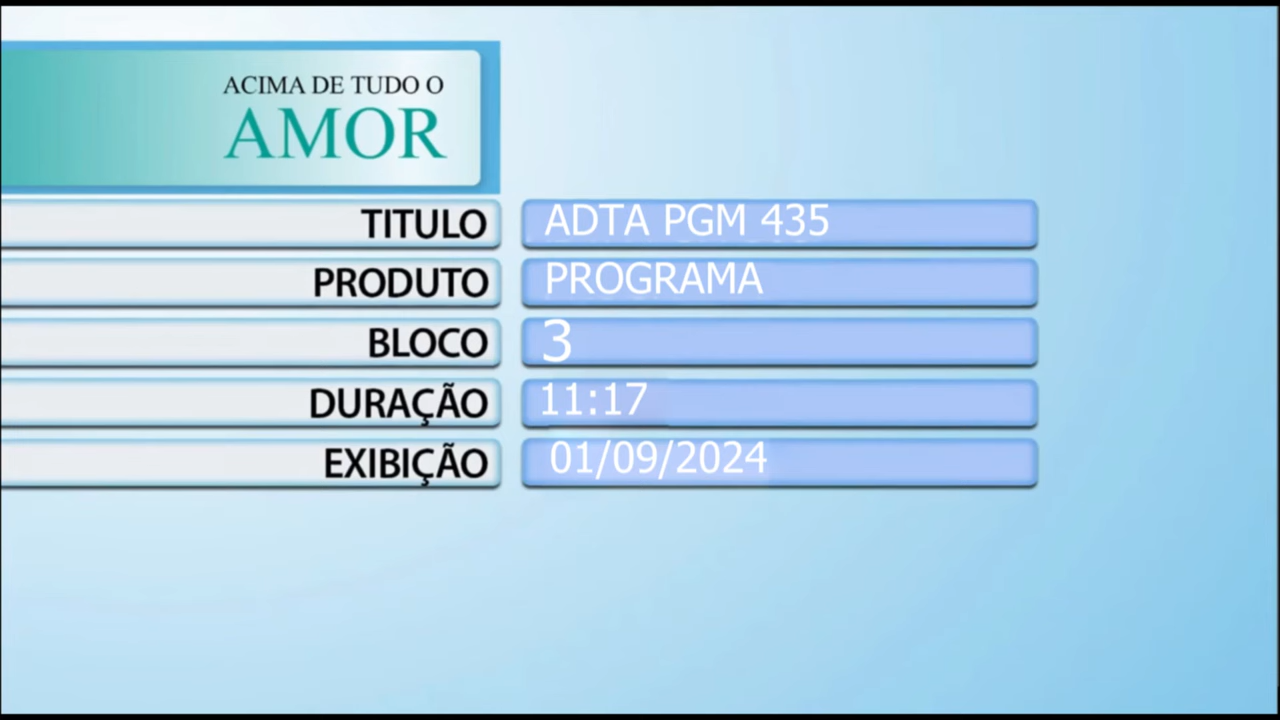 ACIMA DE TUDO O
AMOR
TITULO ADTA PGM 435
PRODUTO PROGRAMA
BLOCO 3
DURAÇÃO 11:17
EXIBIÇÃO 01/09/2024